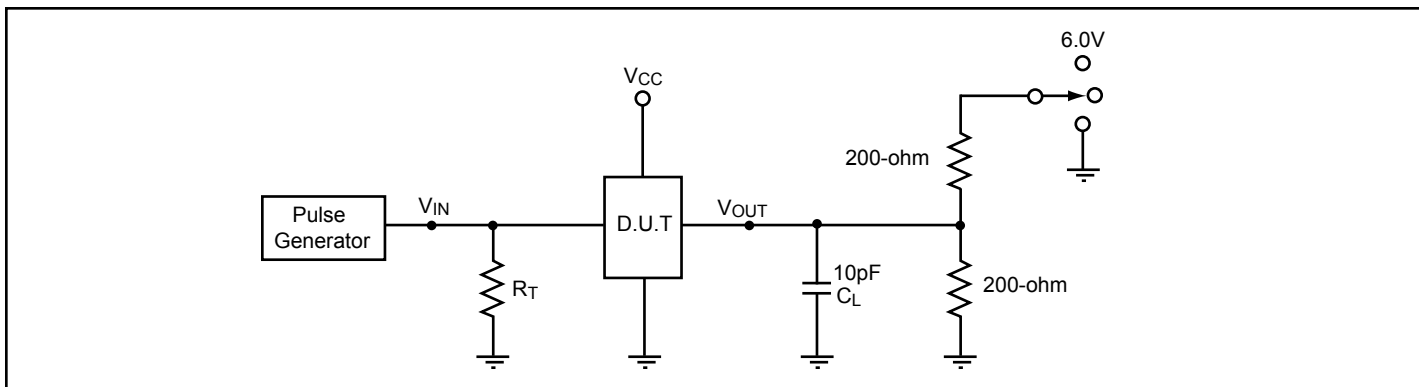 6.0V
VCC
200-ohm
Pulse
Generator
VIN
D.U.T
VOUT
RT
10pF
CL
200-ohm